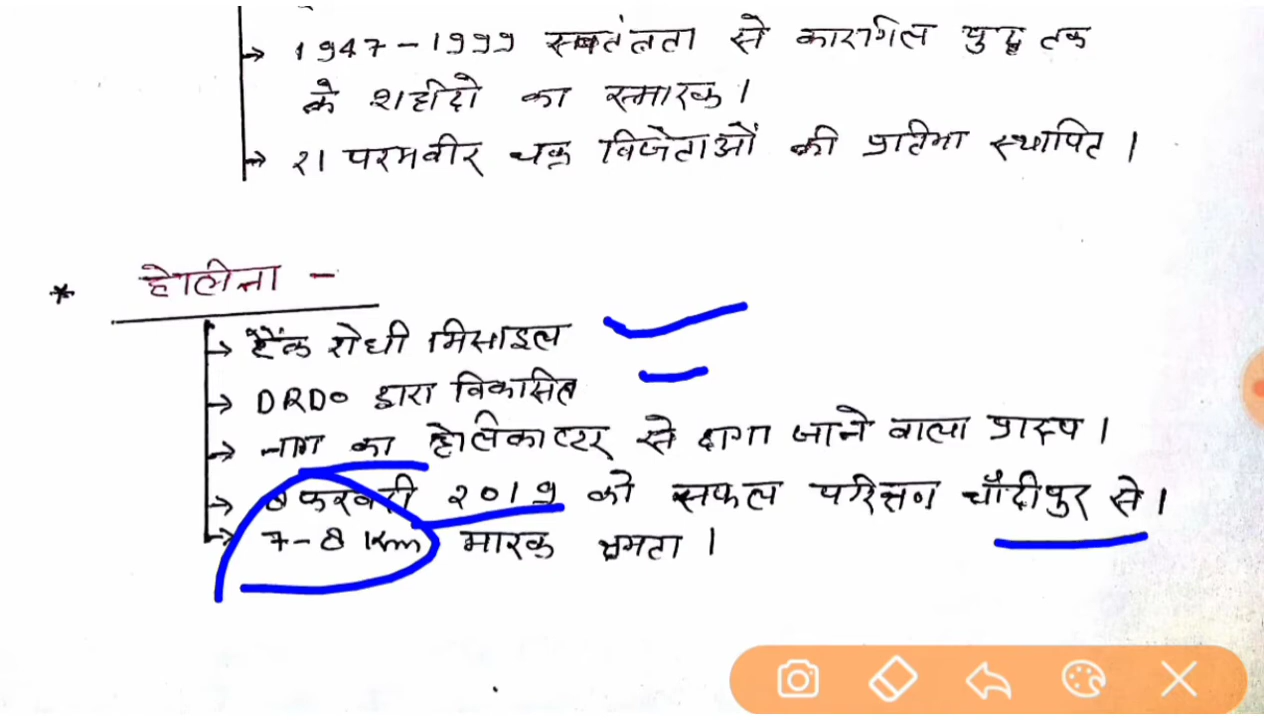 → 1947-1999 स्वतंत्रता से कारगिल युद्ध तक
के शहीदों का स्मारक।
→ 21 परमवीर चक्र विजेताओं की प्रतिमा स्थापित।
* हेलिना -
→ टैंक रोधी मिसाइल
→ DRDO द्वारा विकसित
→ नाग का हेलिकाप्टर से दागा जाने वाला प्रारूप।
→ 8 फरवरी 2019 को सफल परिक्षण चाँदीपुर से।
→ 7-8 Km मारक क्षमता।